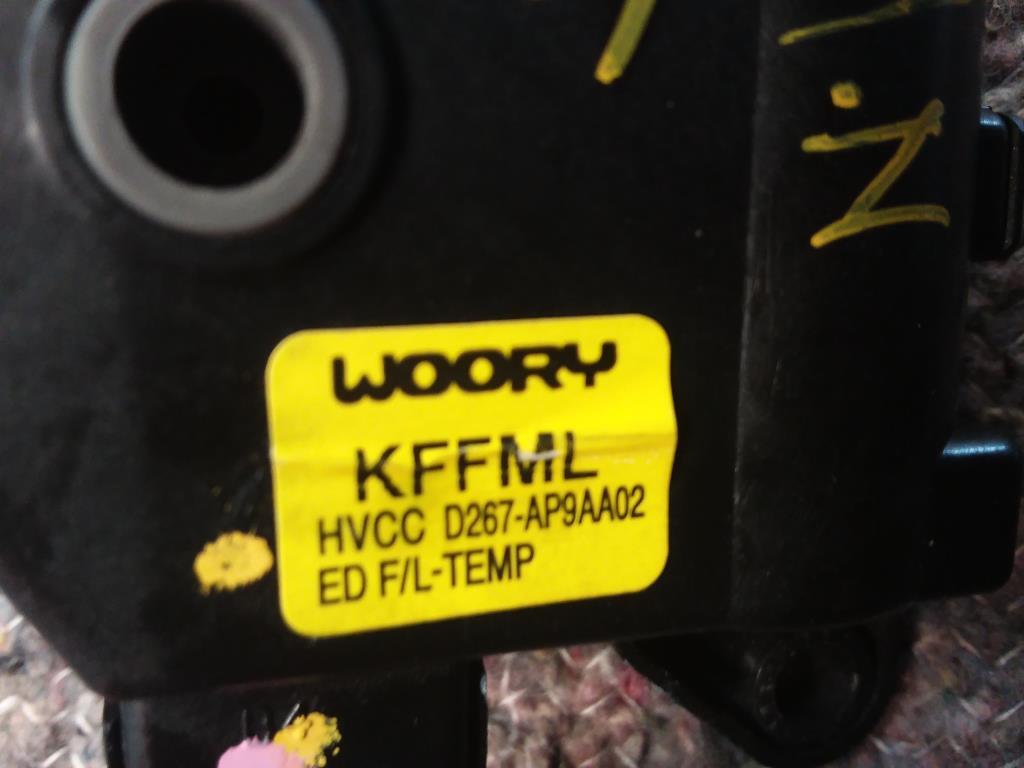 WOORY
KFFML
HVCC D267-AP9AA02
ED F/L-TEMP